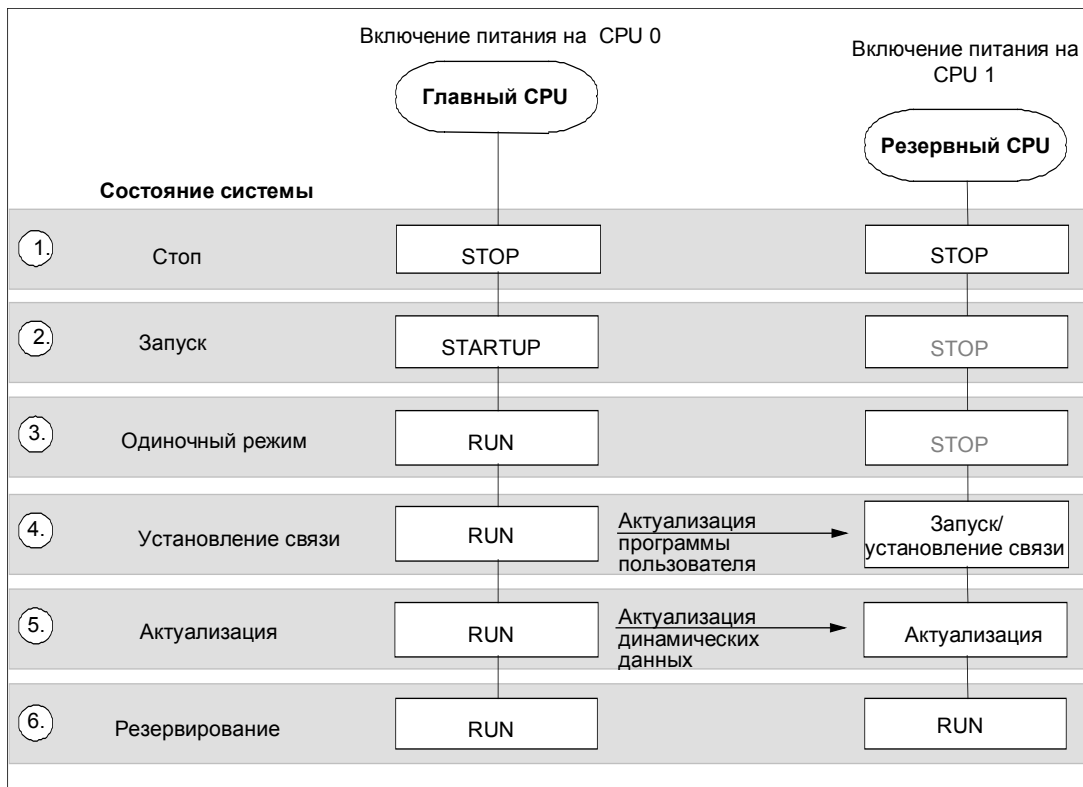 Включение питания на CPU 0
Включение питания на
CPU 1
Главный CPU
Резервный CPU
Состояние системы
1.
Стоп
STOP
STOP
2.
Запуск
STARTUP
STOP
3.
Одиночный режим
RUN
STOP
4.
Установление связи
RUN
Актуализация
программы
пользователя
Запуск/
установление связи
5.
Актуализация
RUN
Актуализация
динамических
данных
Актуализация
6.
Резервирование
RUN
RUN